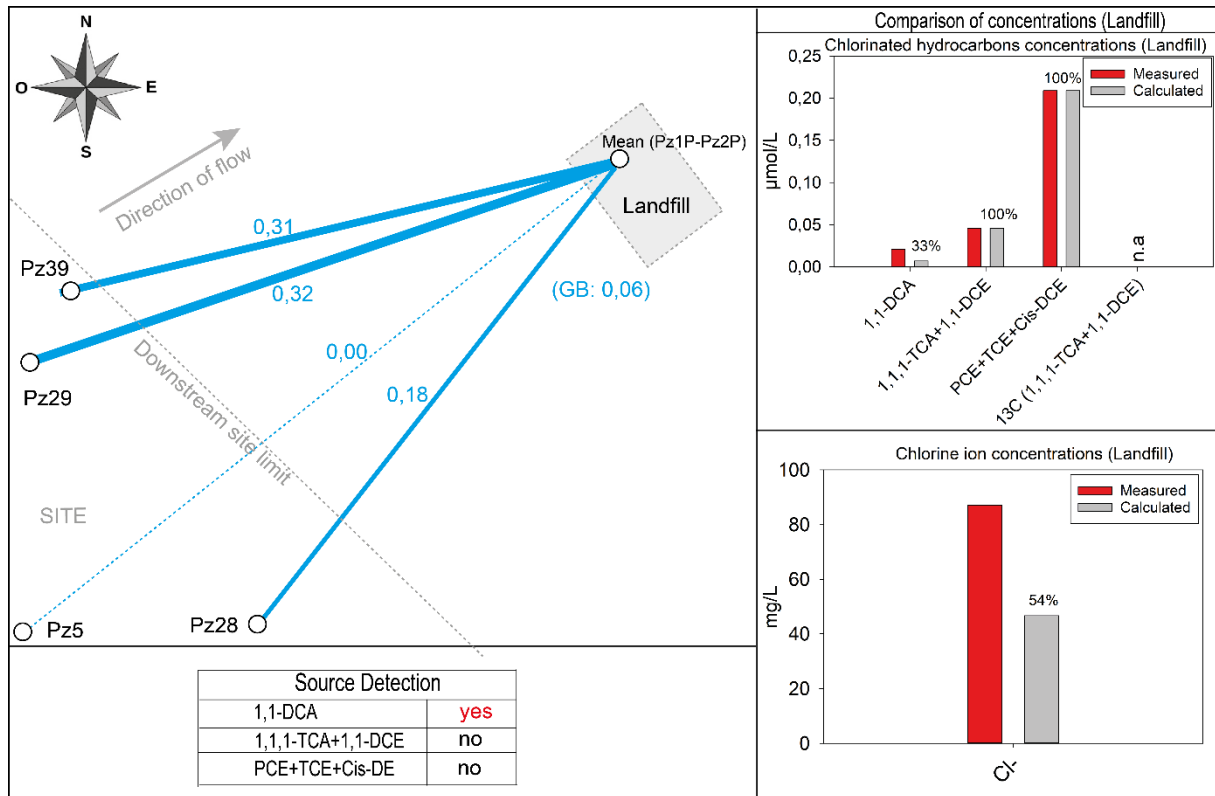 N
O
E
S
Direction of flow
Mean (Pz1P-Pz2P)
Landfill
0,31
Pz39
0,32
(GB: 0,06)
Pz29
0,00
0,18
Downstream site limit
SITE
Pz5
Pz28
Source Detection
1,1-DCA yes
1,1,1-TCA+1,1-DCE no
PCE+TCE+Cis-DE no
Comparison of concentrations (Landfill)
Chlorinated hydrocarbons concentrations (Landfill)
Measured
Calculated
µmol/L
0,25
0,20
0,15
0,10
0,05
0,00
33%
100%
100%
n.a
1,1-DCA
1,1,1-TCA+1,1-DCE
PCE+TCE+Cis-DCE
13C (1,1,1-TCA+1,1-DCE)
Chlorine ion concentrations (Landfill)
Measured
Calculated
mg/L
100
80
60
40
20
0
54%
Cl-